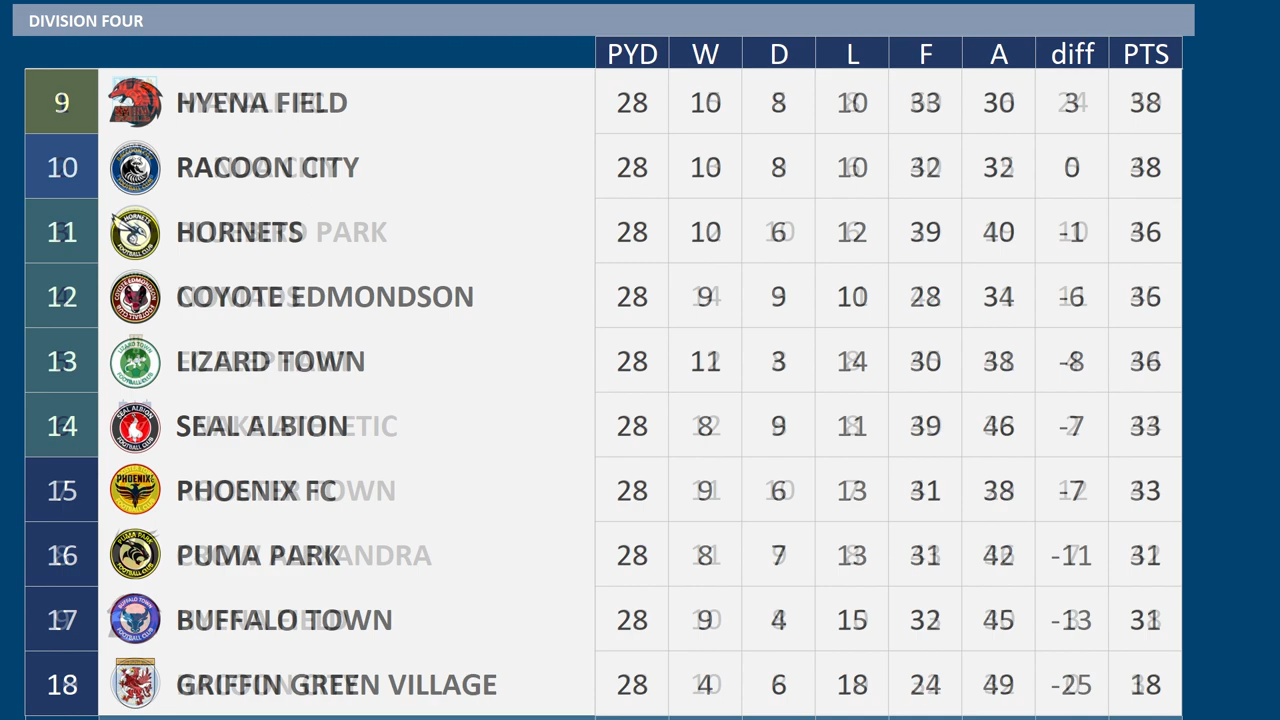 DIVISION FOUR
PYD W D L F A diff PTS
9 HYENA FIELD 28 10 8 10 33 30 3 38
10 RACOON CITY 28 10 8 10 32 32 0 38
11 HORNETS 28 10 6 12 39 40 -1 36
12 COYOTE EDMONDSON 28 9 9 10 28 34 -6 36
13 LIZARD TOWN 28 11 3 14 30 38 -8 36
14 SEAL ALBION 28 8 9 11 39 46 -7 33
15 PHOENIX FC 28 9 6 13 31 38 -7 33
16 PUMA PARK 28 8 7 13 31 42 -11 31
17 BUFFALO TOWN 28 9 4 15 32 45 -13 31
18 GRIFFIN GREEN VILLAGE 28 4 6 18 24 49 -25 18